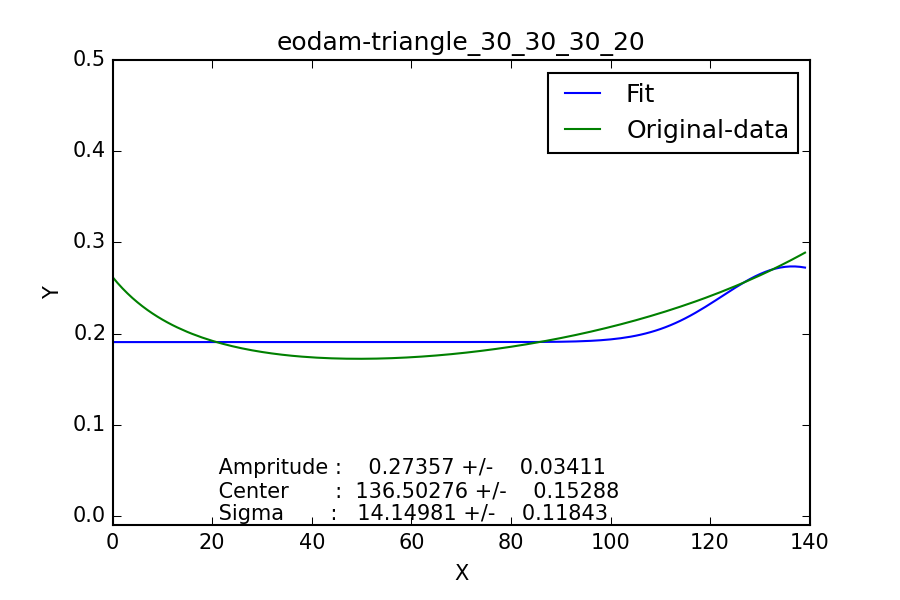 eodam-triangle_30_30_30_20
Fit
Original-data
0.5
0.4
0.3
0.2
0.1
0.0
Y
Ampritude : 0.27357 +/- 0.03411
Center : 136.50276 +/- 0.15288
Sigma : 14.14981 +/- 0.11843
0 20 40 60 80 100 120 140
X